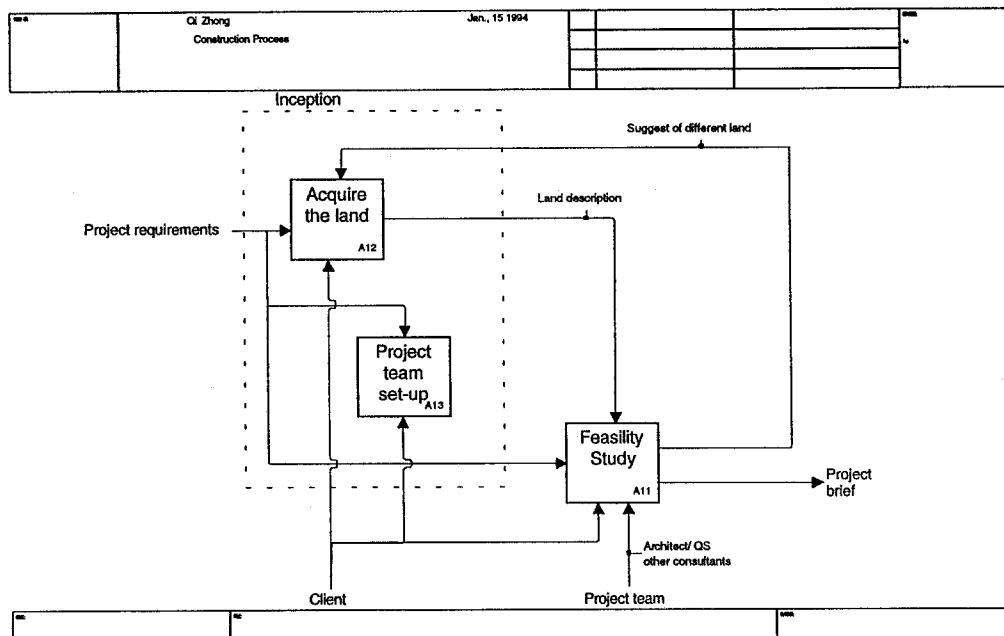 Qi Zhong
Jan., 15 1994
Construction Process
Inception
Suggest of different land
Acquire
the land
A12
Land description
Project requirements
Project
team
set-up
A13
Feasility
Study
A11
Project
brief
Architect/ QS
other consultants
Client
Project team